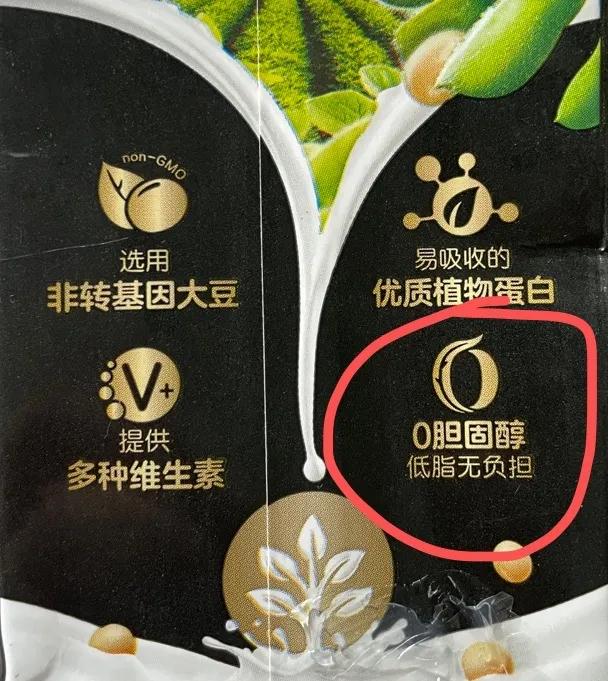 non-GMO
选用
非转基因大豆
易吸收的
优质植物蛋白
V+
提供
多种维生素
0
0胆固醇
低脂无负担